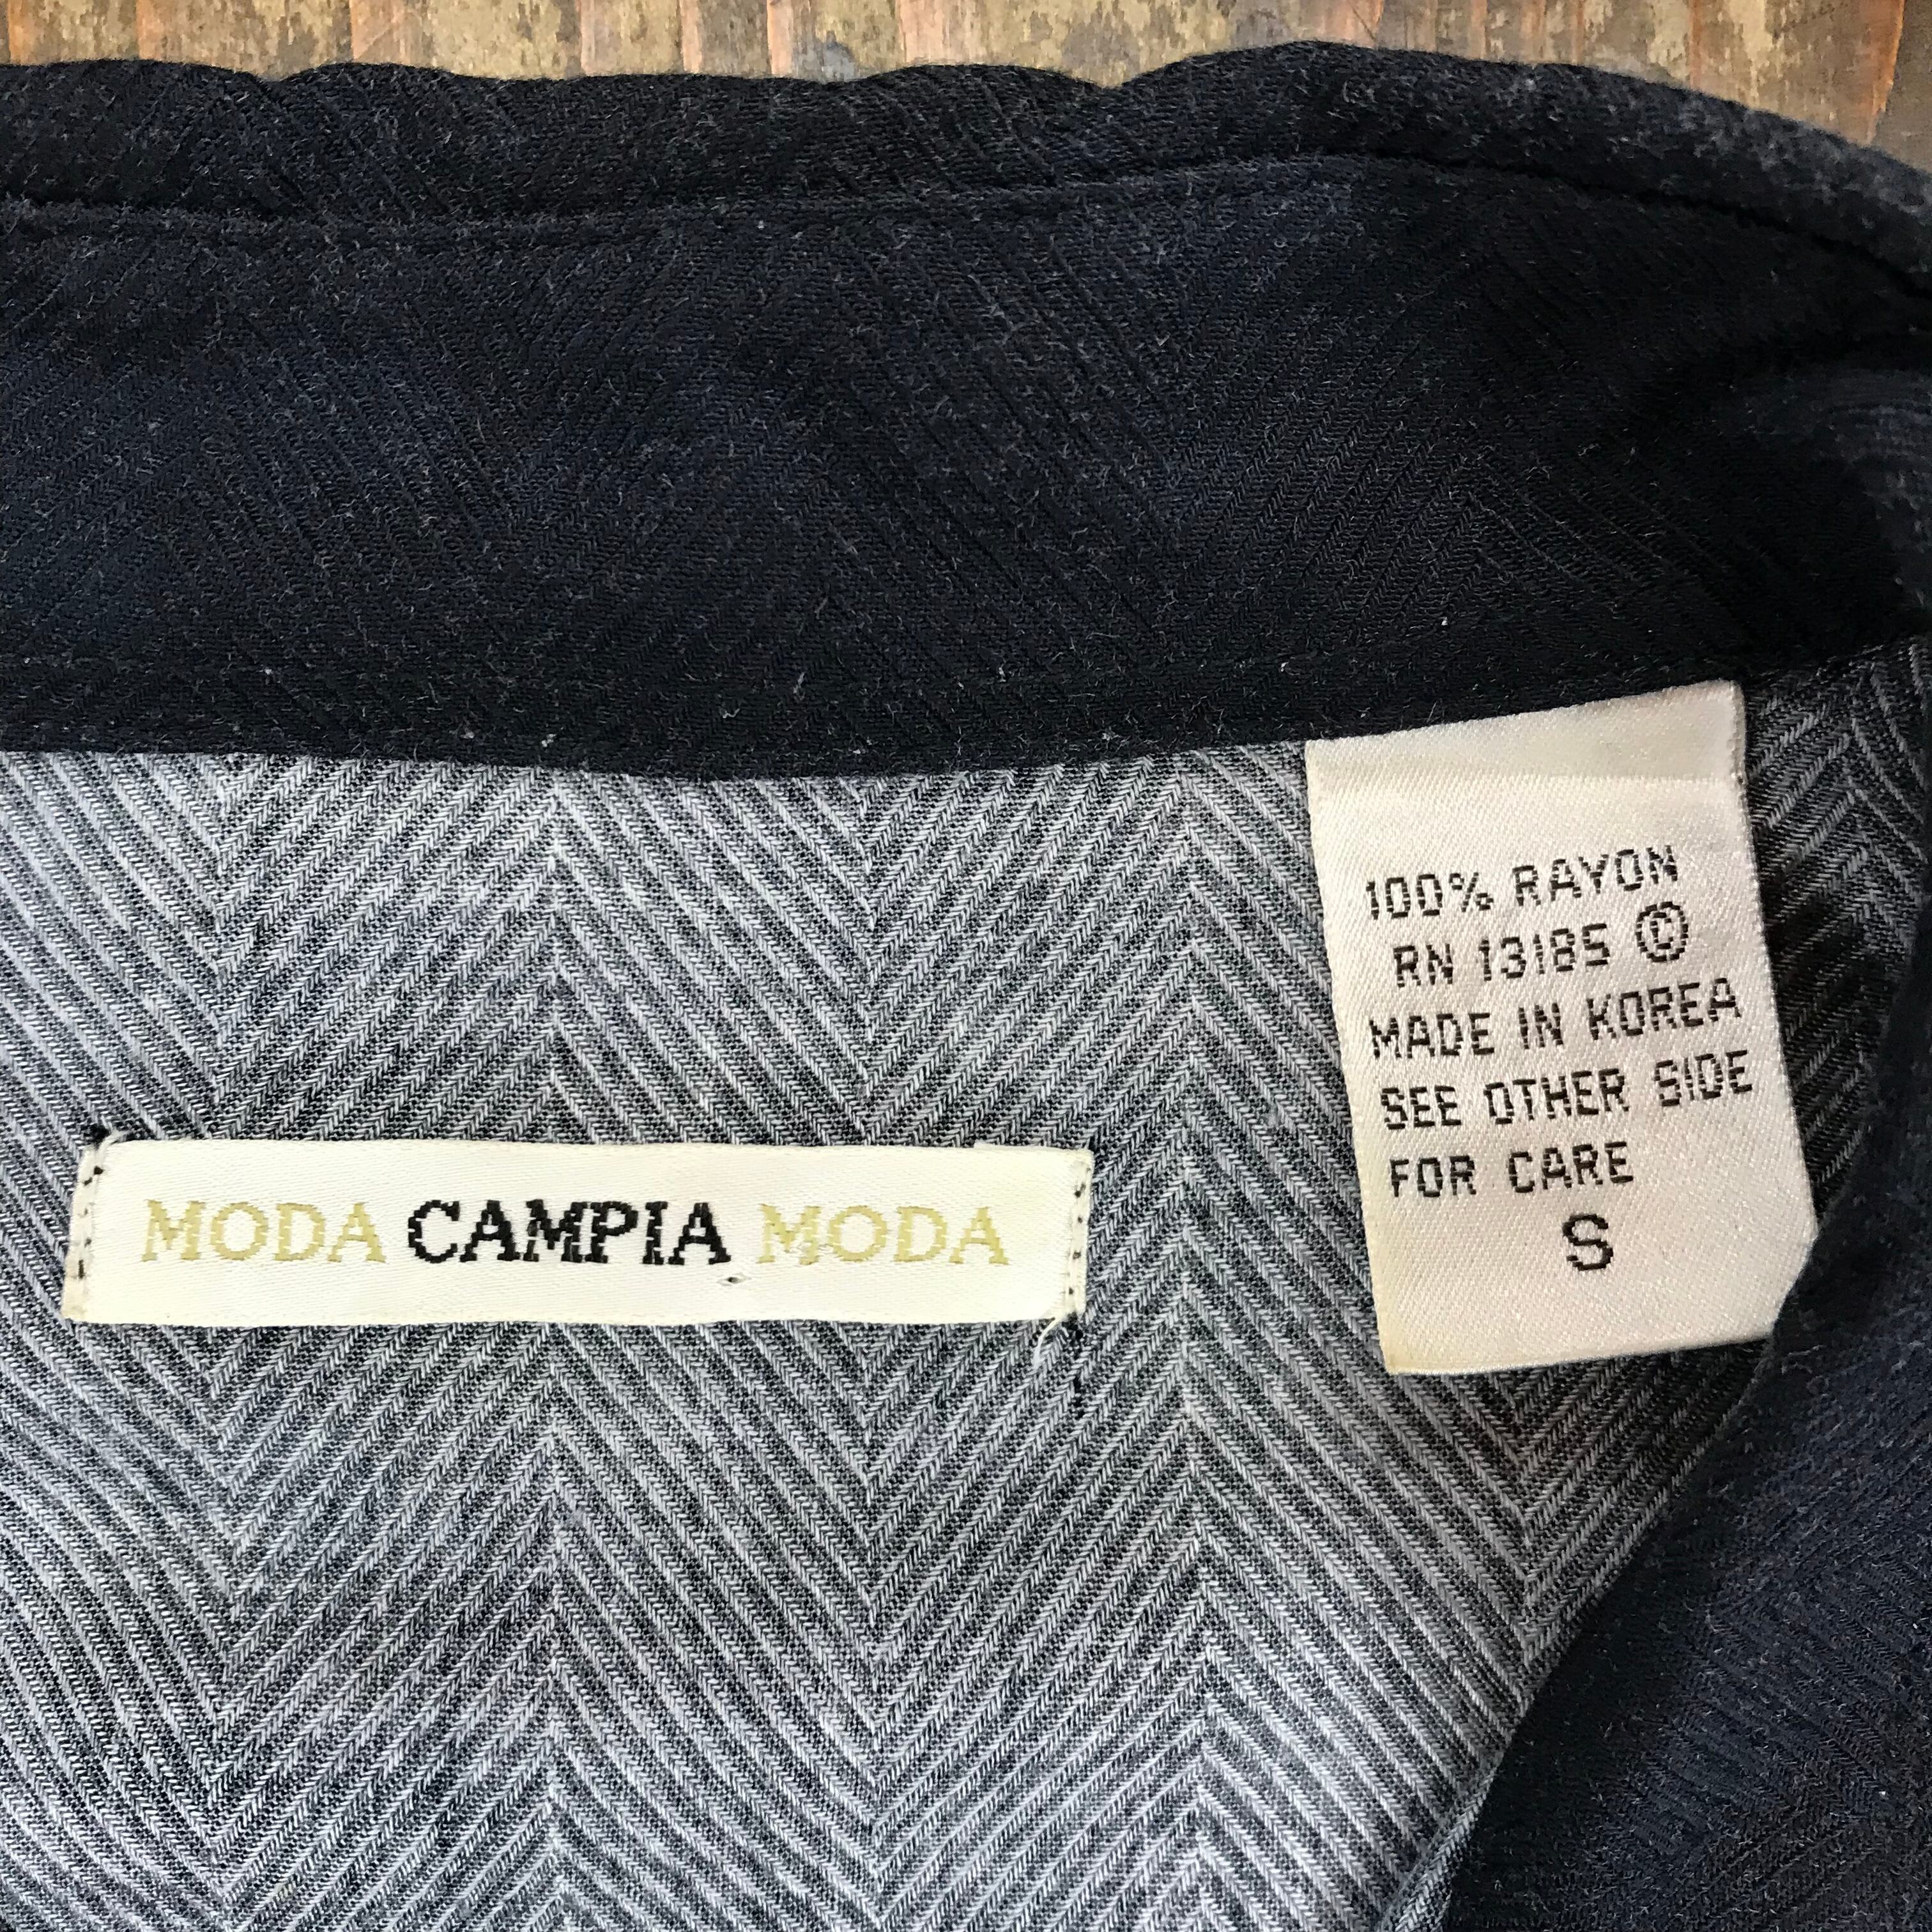 MODA CAMPIA MODA
100% RAYON
RN 13185 ©
MADE IN KOREA
SEE OTHER SIDE
FOR CARE
S